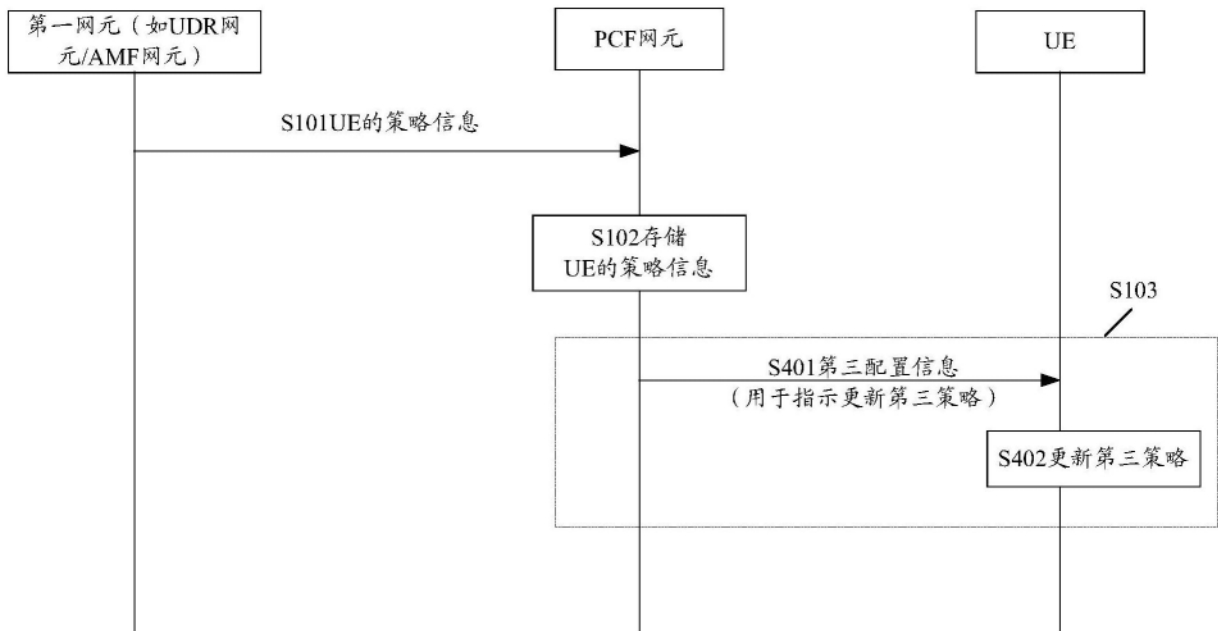 第一网元（如UDR网
元/AMF网元）
PCF网元
UE
S101UE的策略信息
S102存储
UE的策略信息
S103
S401第三配置信息
（用于指示更新第三策略）
S402更新第三策略